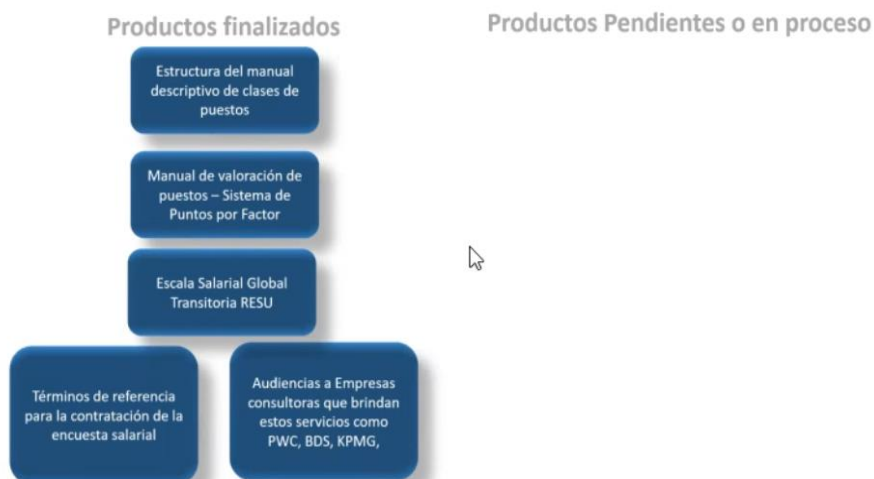 Productos finalizados
Productos Pendientes o en proceso
Estructura del manual
descriptivo de clases de
puestos
Manual de valoración de
puestos – Sistema de
Puntos por Factor
Escala Salarial Global
Transitoria RESU
Términos de referencia
para la contratación de la
encuesta salarial
Audiencias a Empresas
consultoras que brindan
estos servicios como
PWC, BDS, KPMG,